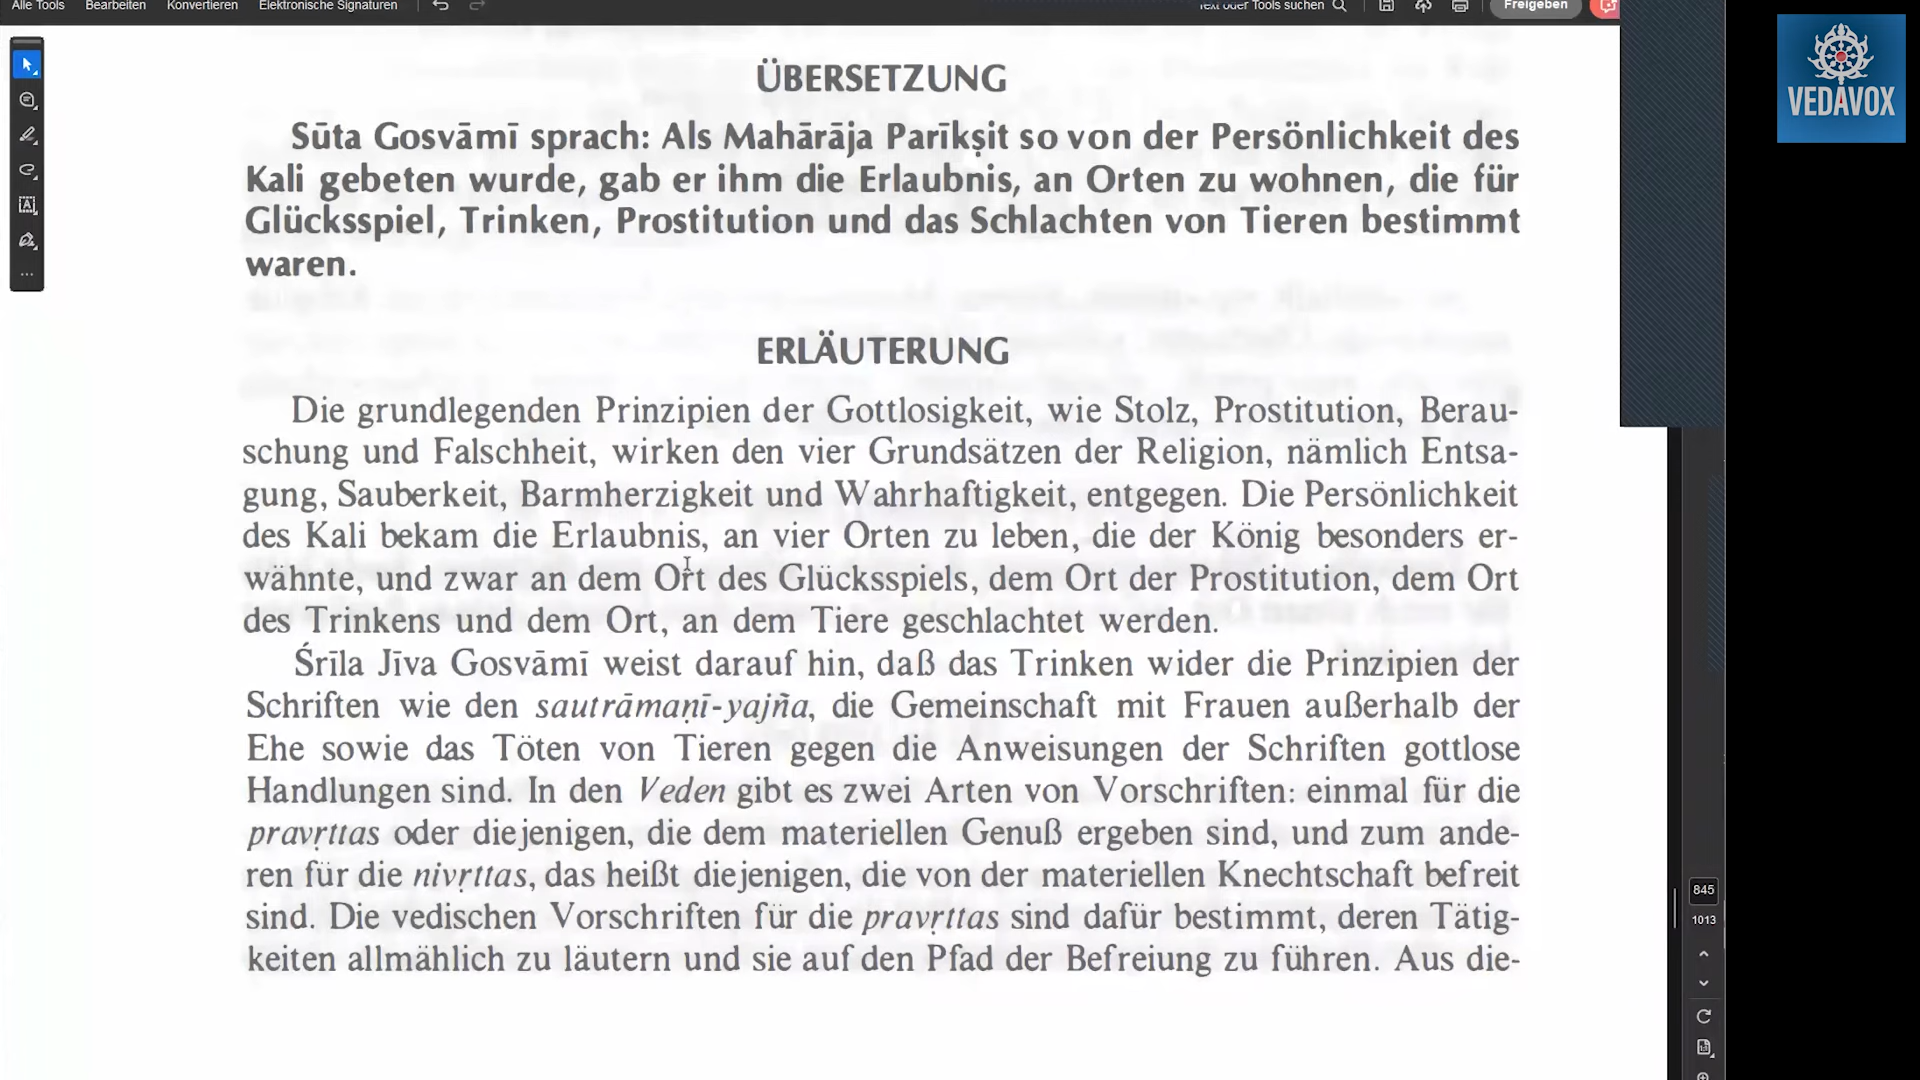 Alle Tools Bearbeiten Konvertieren Elektronische Signaturen Text oder Tools suchen Freigeben
VEDAVOX
ÜBERSETZUNG
Sūta Gosvāmī sprach: Als Mahārāja Parīkṣit so von der Persönlichkeit des
Kali gebeten wurde, gab er ihm die Erlaubnis, an Orten zu wohnen, die für
Glücksspiel, Trinken, Prostitution und das Schlachten von Tieren bestimmt
waren.
ERLÄUTERUNG
Die grundlegenden Prinzipien der Gottlosigkeit, wie Stolz, Prostitution, Berau-
schung und Falschheit, wirken den vier Grundsätzen der Religion, nämlich Entsa-
gung, Sauberkeit, Barmherzigkeit und Wahrhaftigkeit, entgegen. Die Persönlichkeit
des Kali bekam die Erlaubnis, an vier Orten zu leben, die der König besonders er-
wähnte, und zwar an dem Ort des Glücksspiels, dem Ort der Prostitution, dem Ort
des Trinkens und dem Ort, an dem Tiere geschlachtet werden.
Śrīla Jīva Gosvāmī weist darauf hin, daß das Trinken wider die Prinzipien der
Schriften wie den sautrāmaṇī-yajña, die Gemeinschaft mit Frauen außerhalb der
Ehe sowie das Töten von Tieren gegen die Anweisungen der Schriften gottlose
Handlungen sind. In den Veden gibt es zwei Arten von Vorschriften: einmal für die
pravṛttas oder diejenigen, die dem materiellen Genuß ergeben sind, und zum ande-
ren für die nivṛttas, das heißt diejenigen, die von der materiellen Knechtschaft befreit
sind. Die vedischen Vorschriften für die pravṛttas sind dafür bestimmt, deren Tätig-
keiten allmählich zu läutern und sie auf den Pfad der Befreiung zu führen. Aus die-
845
1013